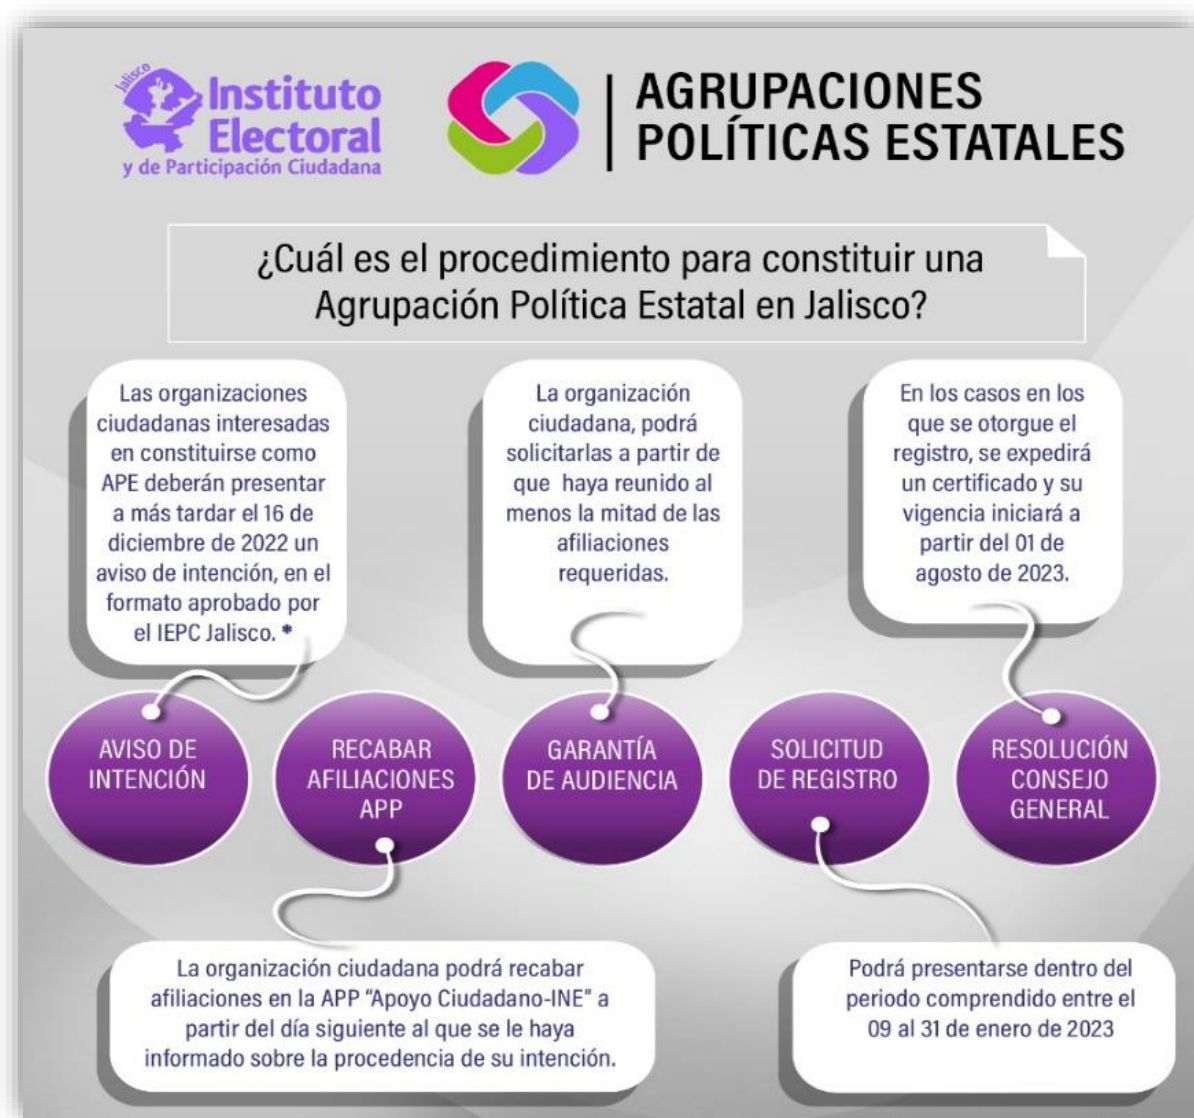 Jalisco
Instituto
Electoral
y de Participación Ciudadana
AGRUPACIONES
POLÍTICAS ESTATALES
¿Cuál es el procedimiento para constituir una
Agrupación Política Estatal en Jalisco?
Las organizaciones
ciudadanas interesadas
en constituirse como
APE deberán presentar
a más tardar el 16 de
diciembre de 2022 un
aviso de intención, en el
formato aprobado por
el IEPC Jalisco. *
La organización
ciudadana, podrá
solicitarlas a partir de
que haya reunido al
menos la mitad de las
afiliaciones
requeridas.
En los casos en los
que se otorgue el
registro, se expedirá
un certificado y su
vigencia iniciará a
partir del 01 de
agosto de 2023.
AVISO DE
INTENCIÓN
RECABAR
AFILIACIONES
APP
GARANTÍA
DE AUDIENCIA
SOLICITUD
DE REGISTRO
RESOLUCIÓN
CONSEJO
GENERAL
La organización ciudadana podrá recabar
afiliaciones en la APP “Apoyo Ciudadano-INE” a
partir del día siguiente al que se le haya
informado sobre la procedencia de su intención.
Podrá presentarse dentro del
periodo comprendido entre el
09 al 31 de enero de 2023